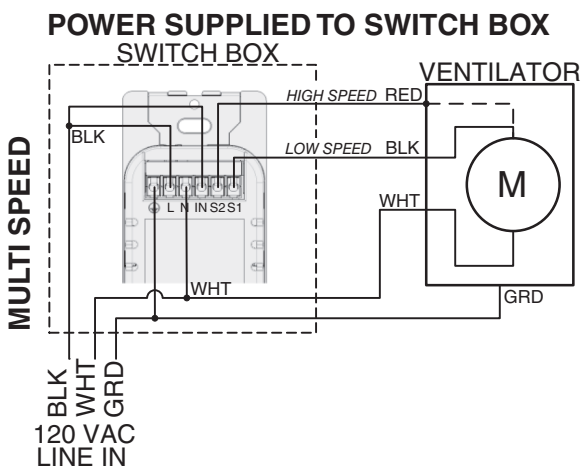 POWER SUPPLIED TO SWITCH BOX
SWITCH BOX
VENTILATOR
HIGH SPEED RED
BLK
LOW SPEED BLK
MULTI SPEED
M
L N IN S2 S1
WHT
WHT
GRD
BLK
WHT
GRD
120 VAC
LINE IN